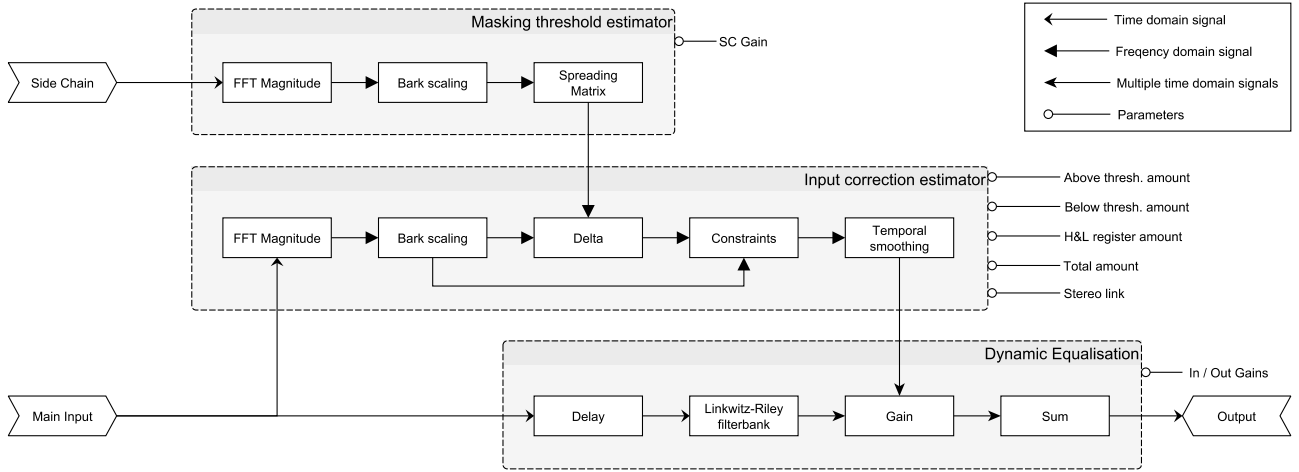 Masking threshold estimator
SC Gain
Side Chain
FFT Magnitude
Bark scaling
Spreading
Matrix
Time domain signal
Freqency domain signal
Multiple time domain signals
Parameters
Input correction estimator
Above thresh. amount
Below thresh. amount
H&L register amount
Total amount
Stereo link
FFT Magnitude
Bark scaling
Delta
Constraints
Temporal
smoothing
Dynamic Equalisation
In / Out Gains
Main Input
Delay
Linkwitz-Riley
filterbank
Gain
Sum
Output